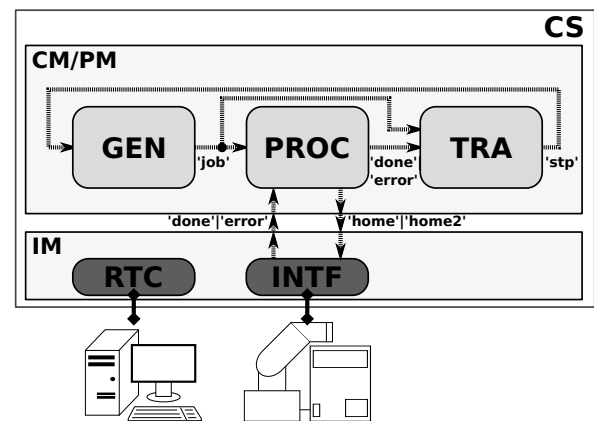 CS
CM/PM
GEN
'job'
PROC
'done'
'error'
TRA
'stp'
'done'|'error'
'home'|'home2'
IM
RTC
INTF